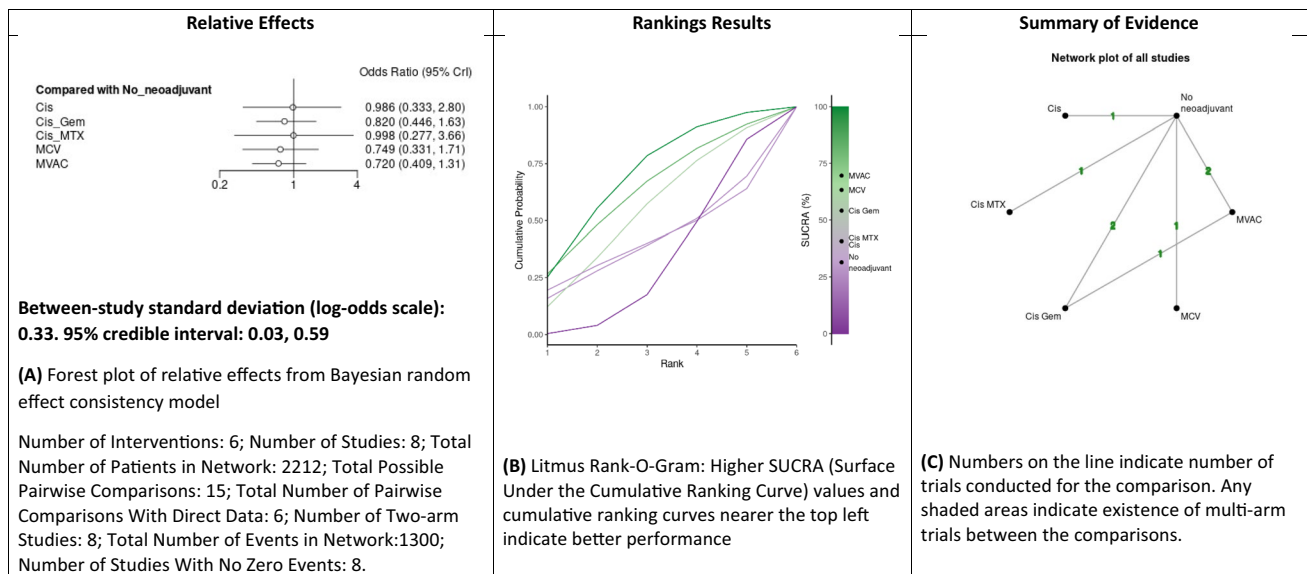 Relative Effects
Odds Ratio (95% CrI)
Compared with No_neoadjuvant
Cis 0.986 (0.333, 2.80)
Cis_Gem 0.820 (0.446, 1.63)
Cis_MTX 0.998 (0.277, 3.66)
MCV 0.749 (0.331, 1.71)
MVAC 0.720 (0.409, 1.31)
0.2 1 4
Between-study standard deviation (log-odds scale):
0.33. 95% credible interval: 0.03, 0.59
(A) Forest plot of relative effects from Bayesian random
effect consistency model
Number of Interventions: 6; Number of Studies: 8; Total
Number of Patients in Network: 2212; Total Possible
Pairwise Comparisons: 15; Total Number of Pairwise
Comparisons With Direct Data: 6; Number of Two-arm
Studies: 8; Total Number of Events in Network:1300;
Number of Studies With No Zero Events: 8.
Rankings Results
Cumulative Probability
1.00
0.75
0.50
0.25
0.00
1 2 3 4 5 6
Rank
SUCRA (%)
100
75
50
25
0
MVAC
MCV
Cis Gem
Cis MTX
Cis
No
neoadjuvant
(B) Litmus Rank-O-Gram: Higher SUCRA (Surface
Under the Cumulative Ranking Curve) values and
cumulative ranking curves nearer the top left
indicate better performance
Summary of Evidence
Network plot of all studies
No
neoadjuvant
Cis
1
1
2
Cis MTX
MVAC
2
1
1
Cis Gem
MCV
(C) Numbers on the line indicate number of
trials conducted for the comparison. Any
shaded areas indicate existence of multi-arm
trials between the comparisons.